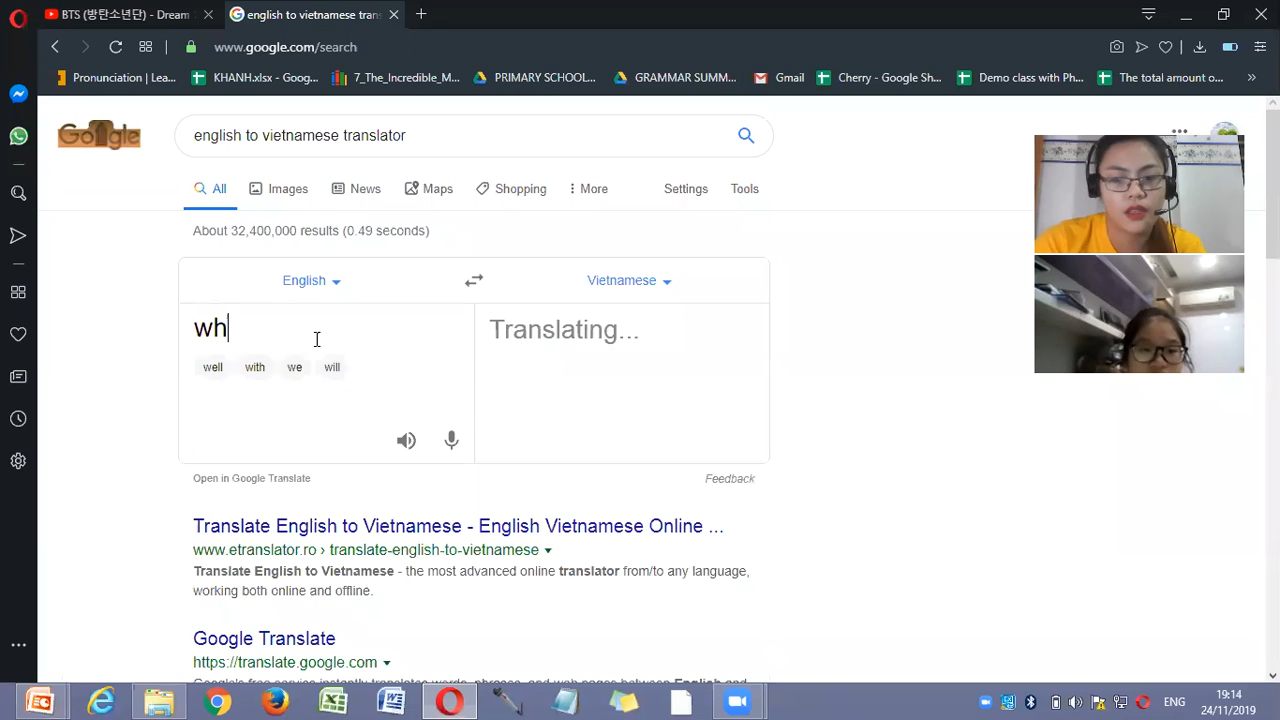 BTS (방탄소년단) - Dream
english to vietnamese tran
www.google.com/search
Pronunciation | Lea...
KHANH.xlsx - Goog...
7_The_Incredible_M...
PRIMARY SCHOOL...
GRAMMAR SUMM...
Gmail
Cherry - Google Sh...
Demo class with Ph...
The total amount o...
Google
english to vietnamese translator
All
Images
News
Maps
Shopping
More
Settings
Tools
About 32,400,000 results (0.49 seconds)
English
Vietnamese
wh
Translating...
well with we will
Open in Google Translate
Feedback
Translate English to Vietnamese - English Vietnamese Online ...
www.etranslator.ro › translate-english-to-vietnamese
Translate English to Vietnamese - the most advanced online translator from/to any language,
working both online and offline.
Google Translate
https://translate.google.com
ENG
19:14
24/11/2019